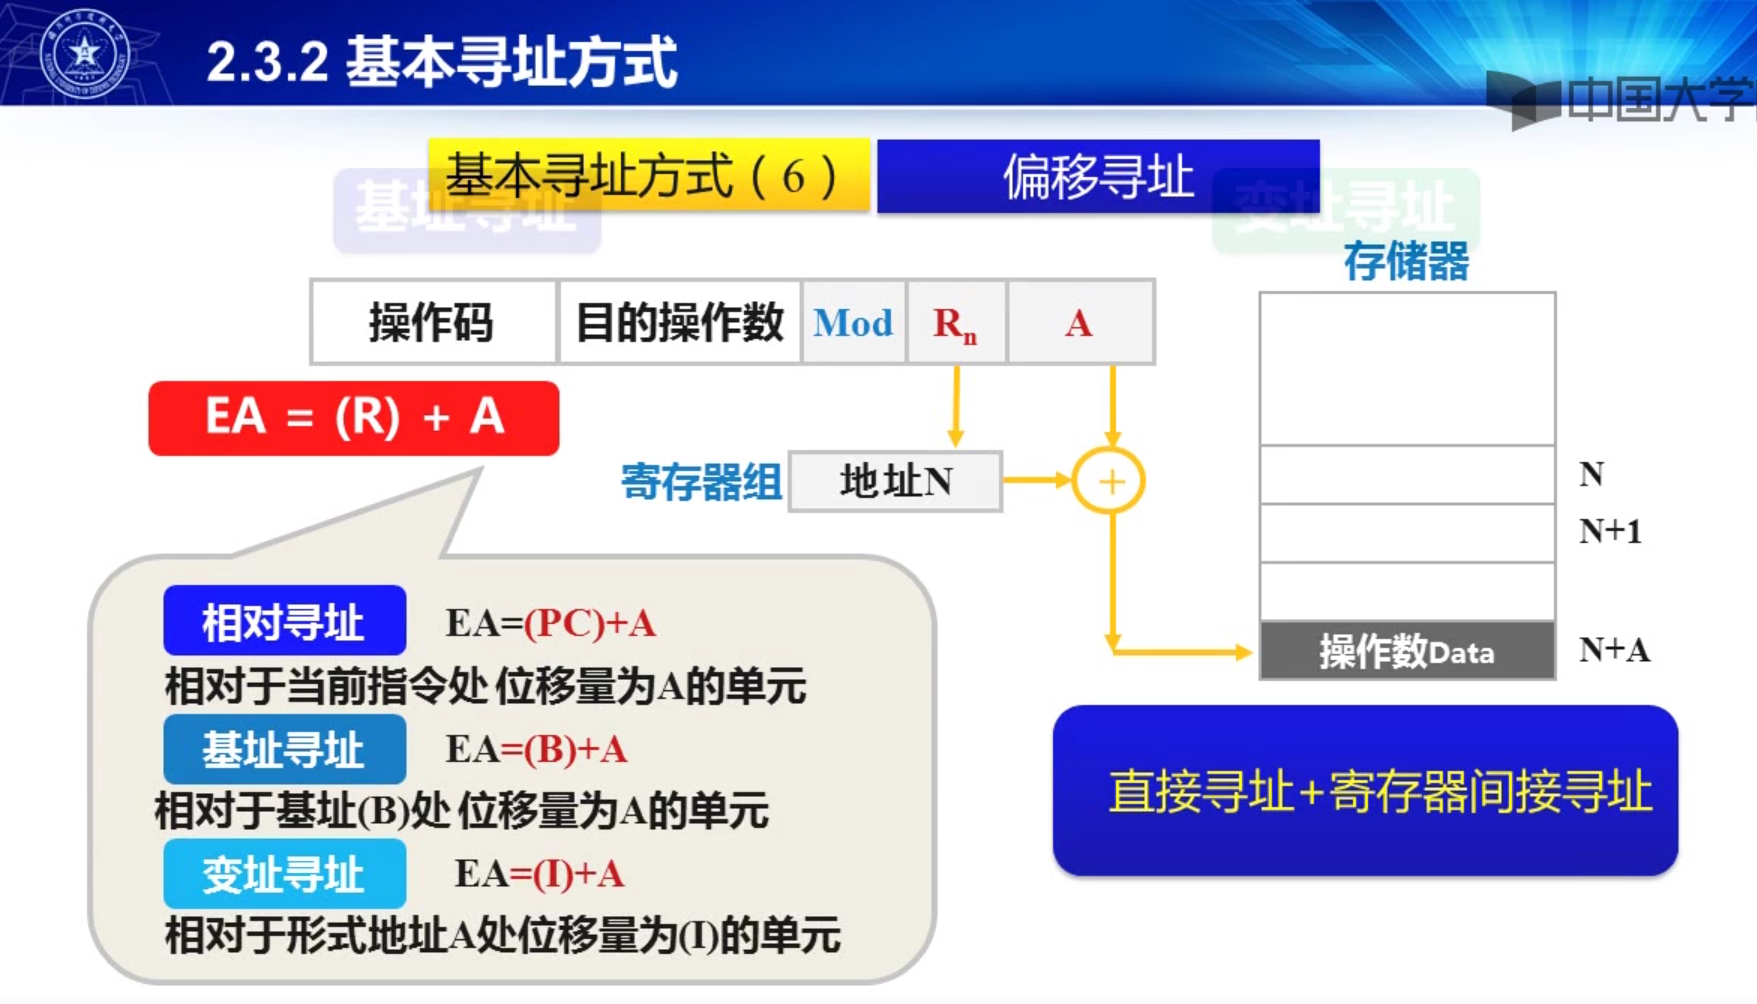 2.3.2 基本寻址方式
中国大学
基本寻址方式（6）
偏移寻址
基址寻址
变址寻址
存储器
操作码 目的操作数 Mod Rn A
EA = (R) + A
寄存器组 地址N +
N
N+1
操作数Data N+A
相对寻址 EA=(PC)+A
相对于当前指令处 位移量为A的单元
基址寻址 EA=(B)+A
相对于基址(B)处 位移量为A的单元
变址寻址 EA=(I)+A
相对于形式地址A处位移量为(I)的单元
直接寻址+寄存器间接寻址